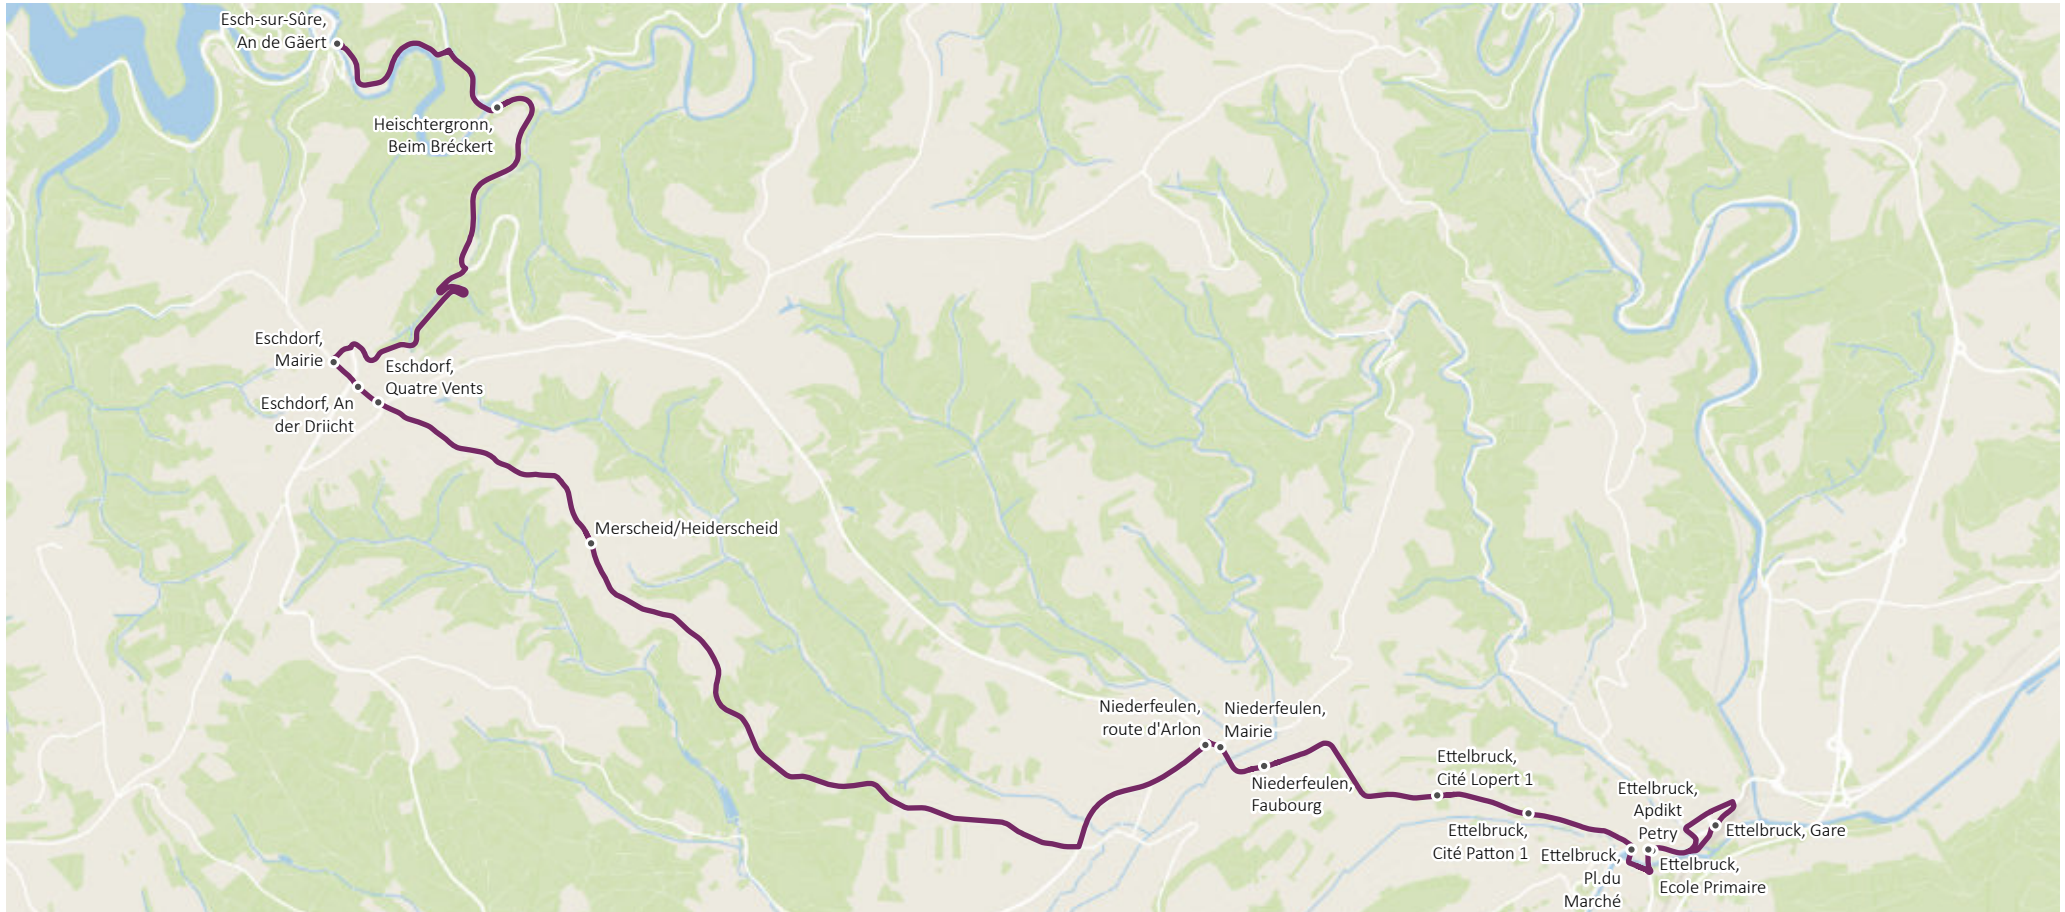 Esch-sur-Sûre,
An de Gäert
Heischtergronn,
Beim Bréckert
Eschdorf,
Mairie
Eschdorf,
Quatre Vents
Eschdorf, An
der Driicht
Merscheid/Heiderscheid
Niederfeulen,
route d'Arlon
Niederfeulen,
Mairie
Niederfeulen,
Faubourg
Ettelbruck,
Cité Lopert 1
Ettelbruck,
Cité Patton 1
Ettelbruck,
Pl.du
Marché
Ettelbruck,
Apdikt
Petry
Ettelbruck, Gare
Ettelbruck,
Ecole Primaire